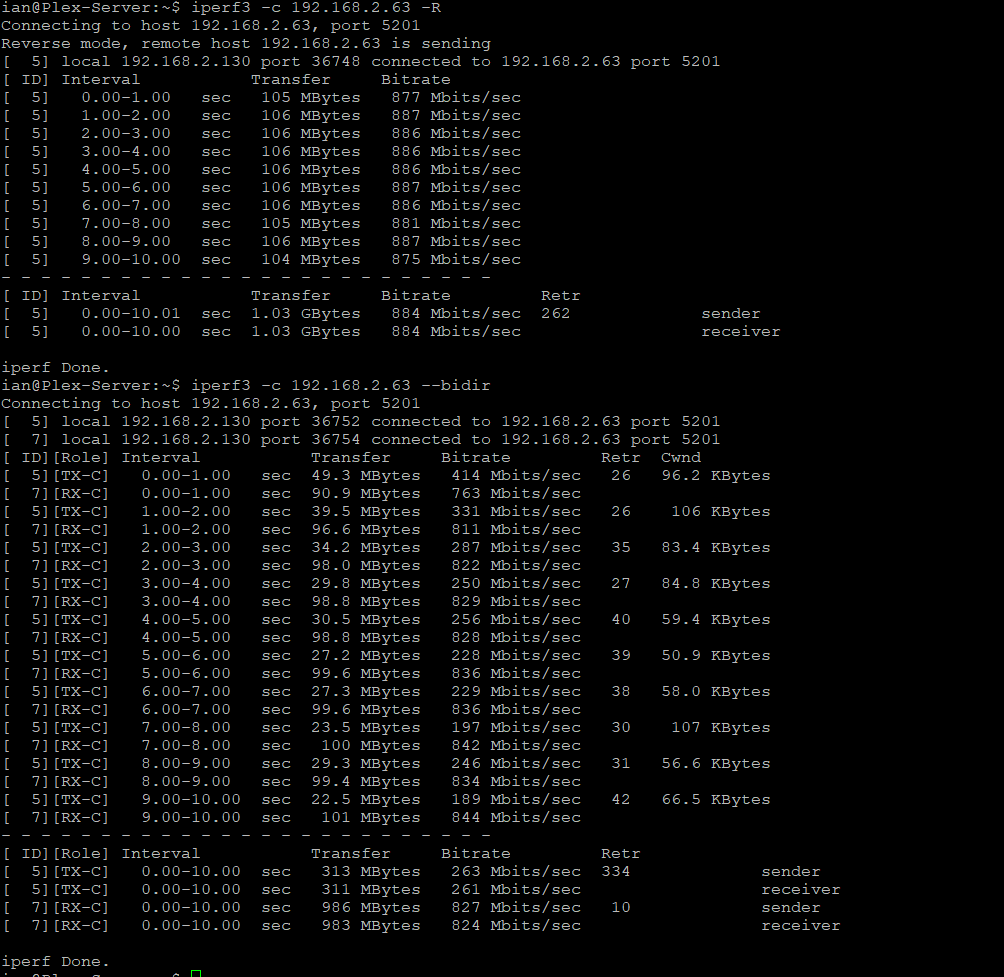 ian@Plex-Server:~$ iperf3 -c 192.168.2.63 -R
Connecting to host 192.168.2.63, port 5201
Reverse mode, remote host 192.168.2.63 is sending
[  5] local 192.168.2.130 port 36748 connected to 192.168.2.63 port 5201
[ ID] Interval           Transfer     Bitrate
[  5]   0.00-1.00   sec   105 MBytes   877 Mbits/sec
[  5]   1.00-2.00   sec   106 MBytes   887 Mbits/sec
[  5]   2.00-3.00   sec   106 MBytes   886 Mbits/sec
[  5]   3.00-4.00   sec   106 MBytes   886 Mbits/sec
[  5]   4.00-5.00   sec   106 MBytes   886 Mbits/sec
[  5]   5.00-6.00   sec   106 MBytes   887 Mbits/sec
[  5]   6.00-7.00   sec   106 MBytes   886 Mbits/sec
[  5]   7.00-8.00   sec   105 MBytes   881 Mbits/sec
[  5]   8.00-9.00   sec   106 MBytes   887 Mbits/sec
[  5]   9.00-10.00  sec   104 MBytes   875 Mbits/sec
- - - - - - - - - - - - - - - - - - - - - - - - -
[ ID] Interval           Transfer     Bitrate         Retr
[  5]   0.00-10.01  sec  1.03 GBytes   884 Mbits/sec  262             sender
[  5]   0.00-10.00  sec  1.03 GBytes   884 Mbits/sec                  receiver

iperf Done.
ian@Plex-Server:~$ iperf3 -c 192.168.2.63 --bidir
Connecting to host 192.168.2.63, port 5201
[  5] local 192.168.2.130 port 36752 connected to 192.168.2.63 port 5201
[  7] local 192.168.2.130 port 36754 connected to 192.168.2.63 port 5201
[ ID][Role] Interval           Transfer     Bitrate         Retr  Cwnd
[  5][TX-C]   0.00-1.00   sec  49.3 MBytes   414 Mbits/sec   26   96.2 KBytes
[  7][RX-C]   0.00-1.00   sec  90.9 MBytes   763 Mbits/sec
[  5][TX-C]   1.00-2.00   sec  39.5 MBytes   331 Mbits/sec   26    106 KBytes
[  7][RX-C]   1.00-2.00   sec  96.6 MBytes   811 Mbits/sec
[  5][TX-C]   2.00-3.00   sec  34.2 MBytes   287 Mbits/sec   35   83.4 KBytes
[  7][RX-C]   2.00-3.00   sec  98.0 MBytes   822 Mbits/sec
[  5][TX-C]   3.00-4.00   sec  29.8 MBytes   250 Mbits/sec   27   84.8 KBytes
[  7][RX-C]   3.00-4.00   sec  98.8 MBytes   829 Mbits/sec
[  5][TX-C]   4.00-5.00   sec  30.5 MBytes   256 Mbits/sec   40   59.4 KBytes
[  7][RX-C]   4.00-5.00   sec  98.8 MBytes   828 Mbits/sec
[  5][TX-C]   5.00-6.00   sec  27.2 MBytes   228 Mbits/sec   39   50.9 KBytes
[  7][RX-C]   5.00-6.00   sec  99.6 MBytes   836 Mbits/sec
[  5][TX-C]   6.00-7.00   sec  27.3 MBytes   229 Mbits/sec   38   58.0 KBytes
[  7][RX-C]   6.00-7.00   sec  99.6 MBytes   836 Mbits/sec
[  5][TX-C]   7.00-8.00   sec  23.5 MBytes   197 Mbits/sec   30    107 KBytes
[  7][RX-C]   7.00-8.00   sec   100 MBytes   842 Mbits/sec
[  5][TX-C]   8.00-9.00   sec  29.3 MBytes   246 Mbits/sec   31   56.6 KBytes
[  7][RX-C]   8.00-9.00   sec  99.4 MBytes   834 Mbits/sec
[  5][TX-C]   9.00-10.00  sec  22.5 MBytes   189 Mbits/sec   42   66.5 KBytes
[  7][RX-C]   9.00-10.00  sec   101 MBytes   844 Mbits/sec
- - - - - - - - - - - - - - - - - - - - - - - - -
[ ID][Role] Interval           Transfer     Bitrate         Retr
[  5][TX-C]   0.00-10.00  sec   313 MBytes   263 Mbits/sec  334             sender
[  5][TX-C]   0.00-10.00  sec   311 MBytes   261 Mbits/sec                  receiver
[  7][RX-C]   0.00-10.00  sec   986 MBytes   827 Mbits/sec   10             sender
[  7][RX-C]   0.00-10.00  sec   983 MBytes   824 Mbits/sec                  receiver

iperf Done.